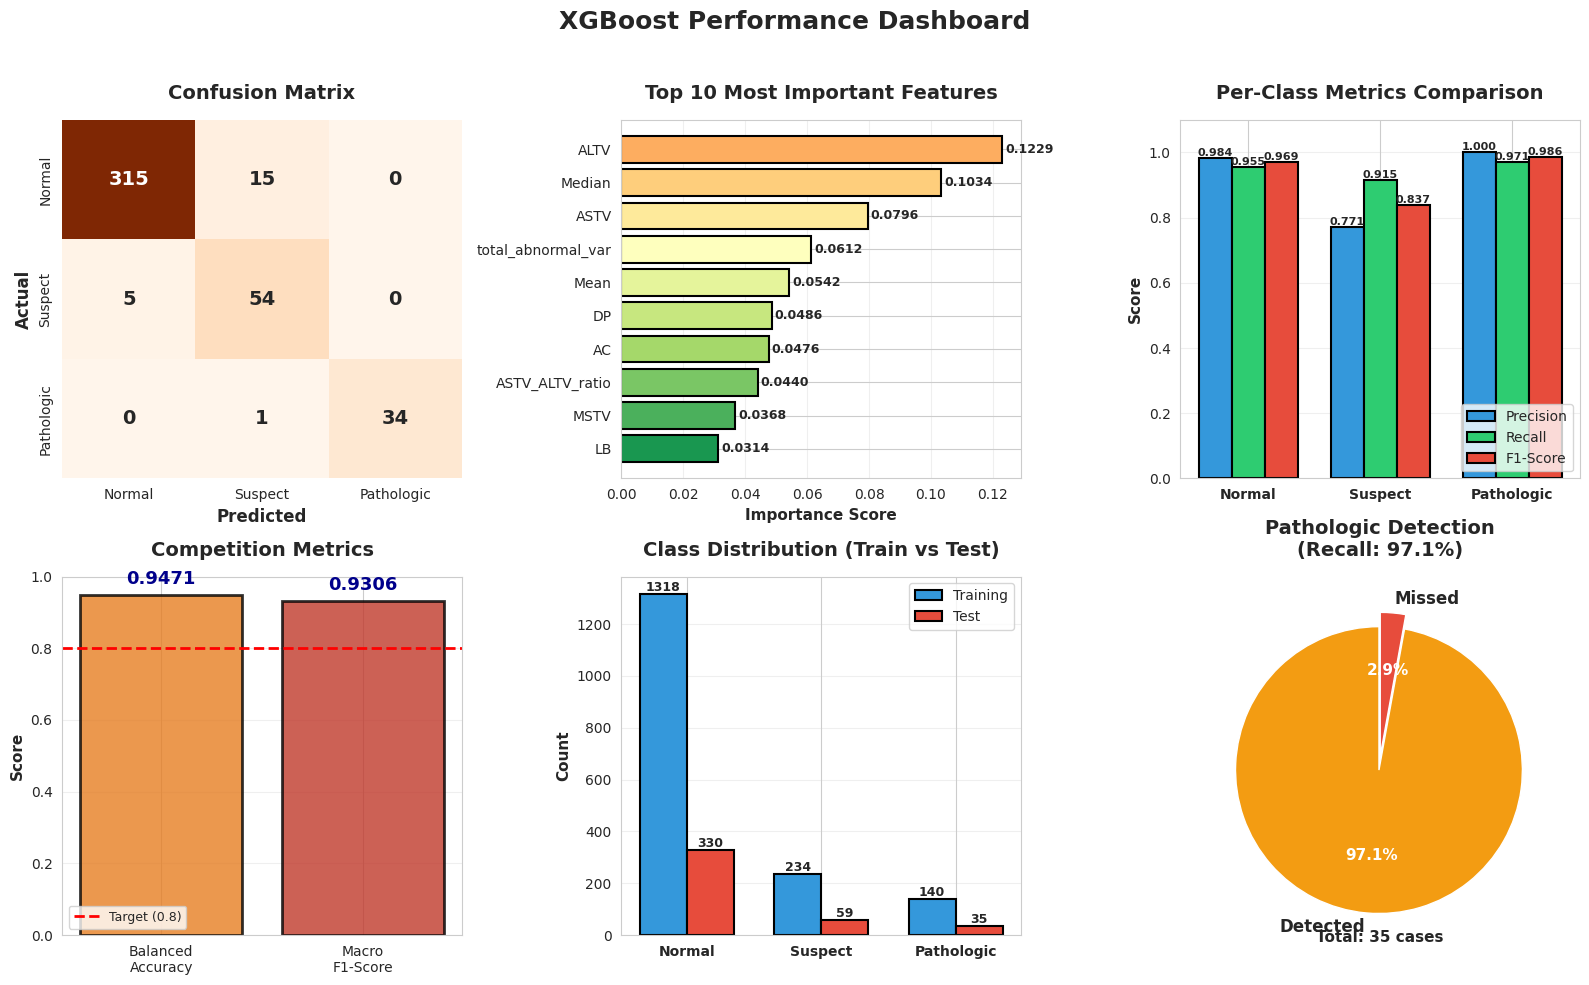 XGBoost Performance Dashboard
Confusion Matrix
Actual
Normal
Suspect
Pathologic
315 15 0
5 54 0
0 1 34
Normal Suspect Pathologic
Predicted
Top 10 Most Important Features
ALTV 0.1229
Median 0.1034
ASTV 0.0796
total_abnormal_var 0.0612
Mean 0.0542
DP 0.0486
AC 0.0476
ASTV_ALTV_ratio 0.0440
MSTV 0.0368
LB 0.0314
0.00 0.02 0.04 0.06 0.08 0.10 0.12
Importance Score
Per-Class Metrics Comparison
Score
1.0
0.8
0.6
0.4
0.2
0.0
0.984 0.955 0.969
0.771 0.915 0.837
1.000 0.971 0.986
Precision
Recall
F1-Score
Normal Suspect Pathologic
Competition Metrics
Score
1.0
0.8
0.6
0.4
0.2
0.0
0.9471 0.9306
Target (0.8)
Balanced
Accuracy
Macro
F1-Score
Class Distribution (Train vs Test)
Count
1200
1000
800
600
400
200
0
1318 330
234 59
140 35
Training
Test
Normal Suspect Pathologic
Pathologic Detection
(Recall: 97.1%)
Missed
2.9%
97.1%
Detected
Total: 35 cases